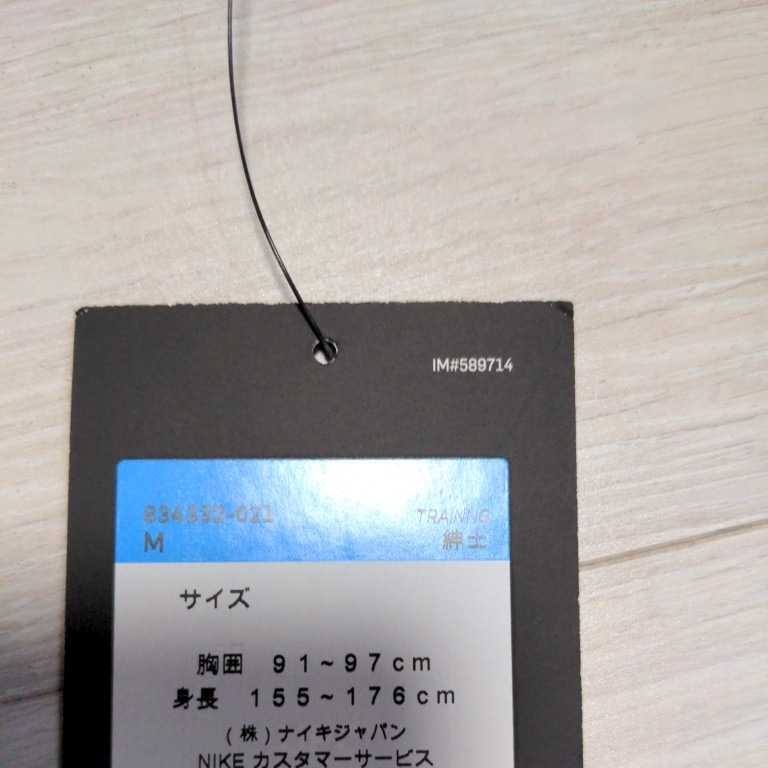 IM#589714
834332-021
TRAINING
M 紳士
サイズ
胸囲 91~97cm
身長 155~176cm
(株)ナイキジャパン
NIKE カスタマーサービス